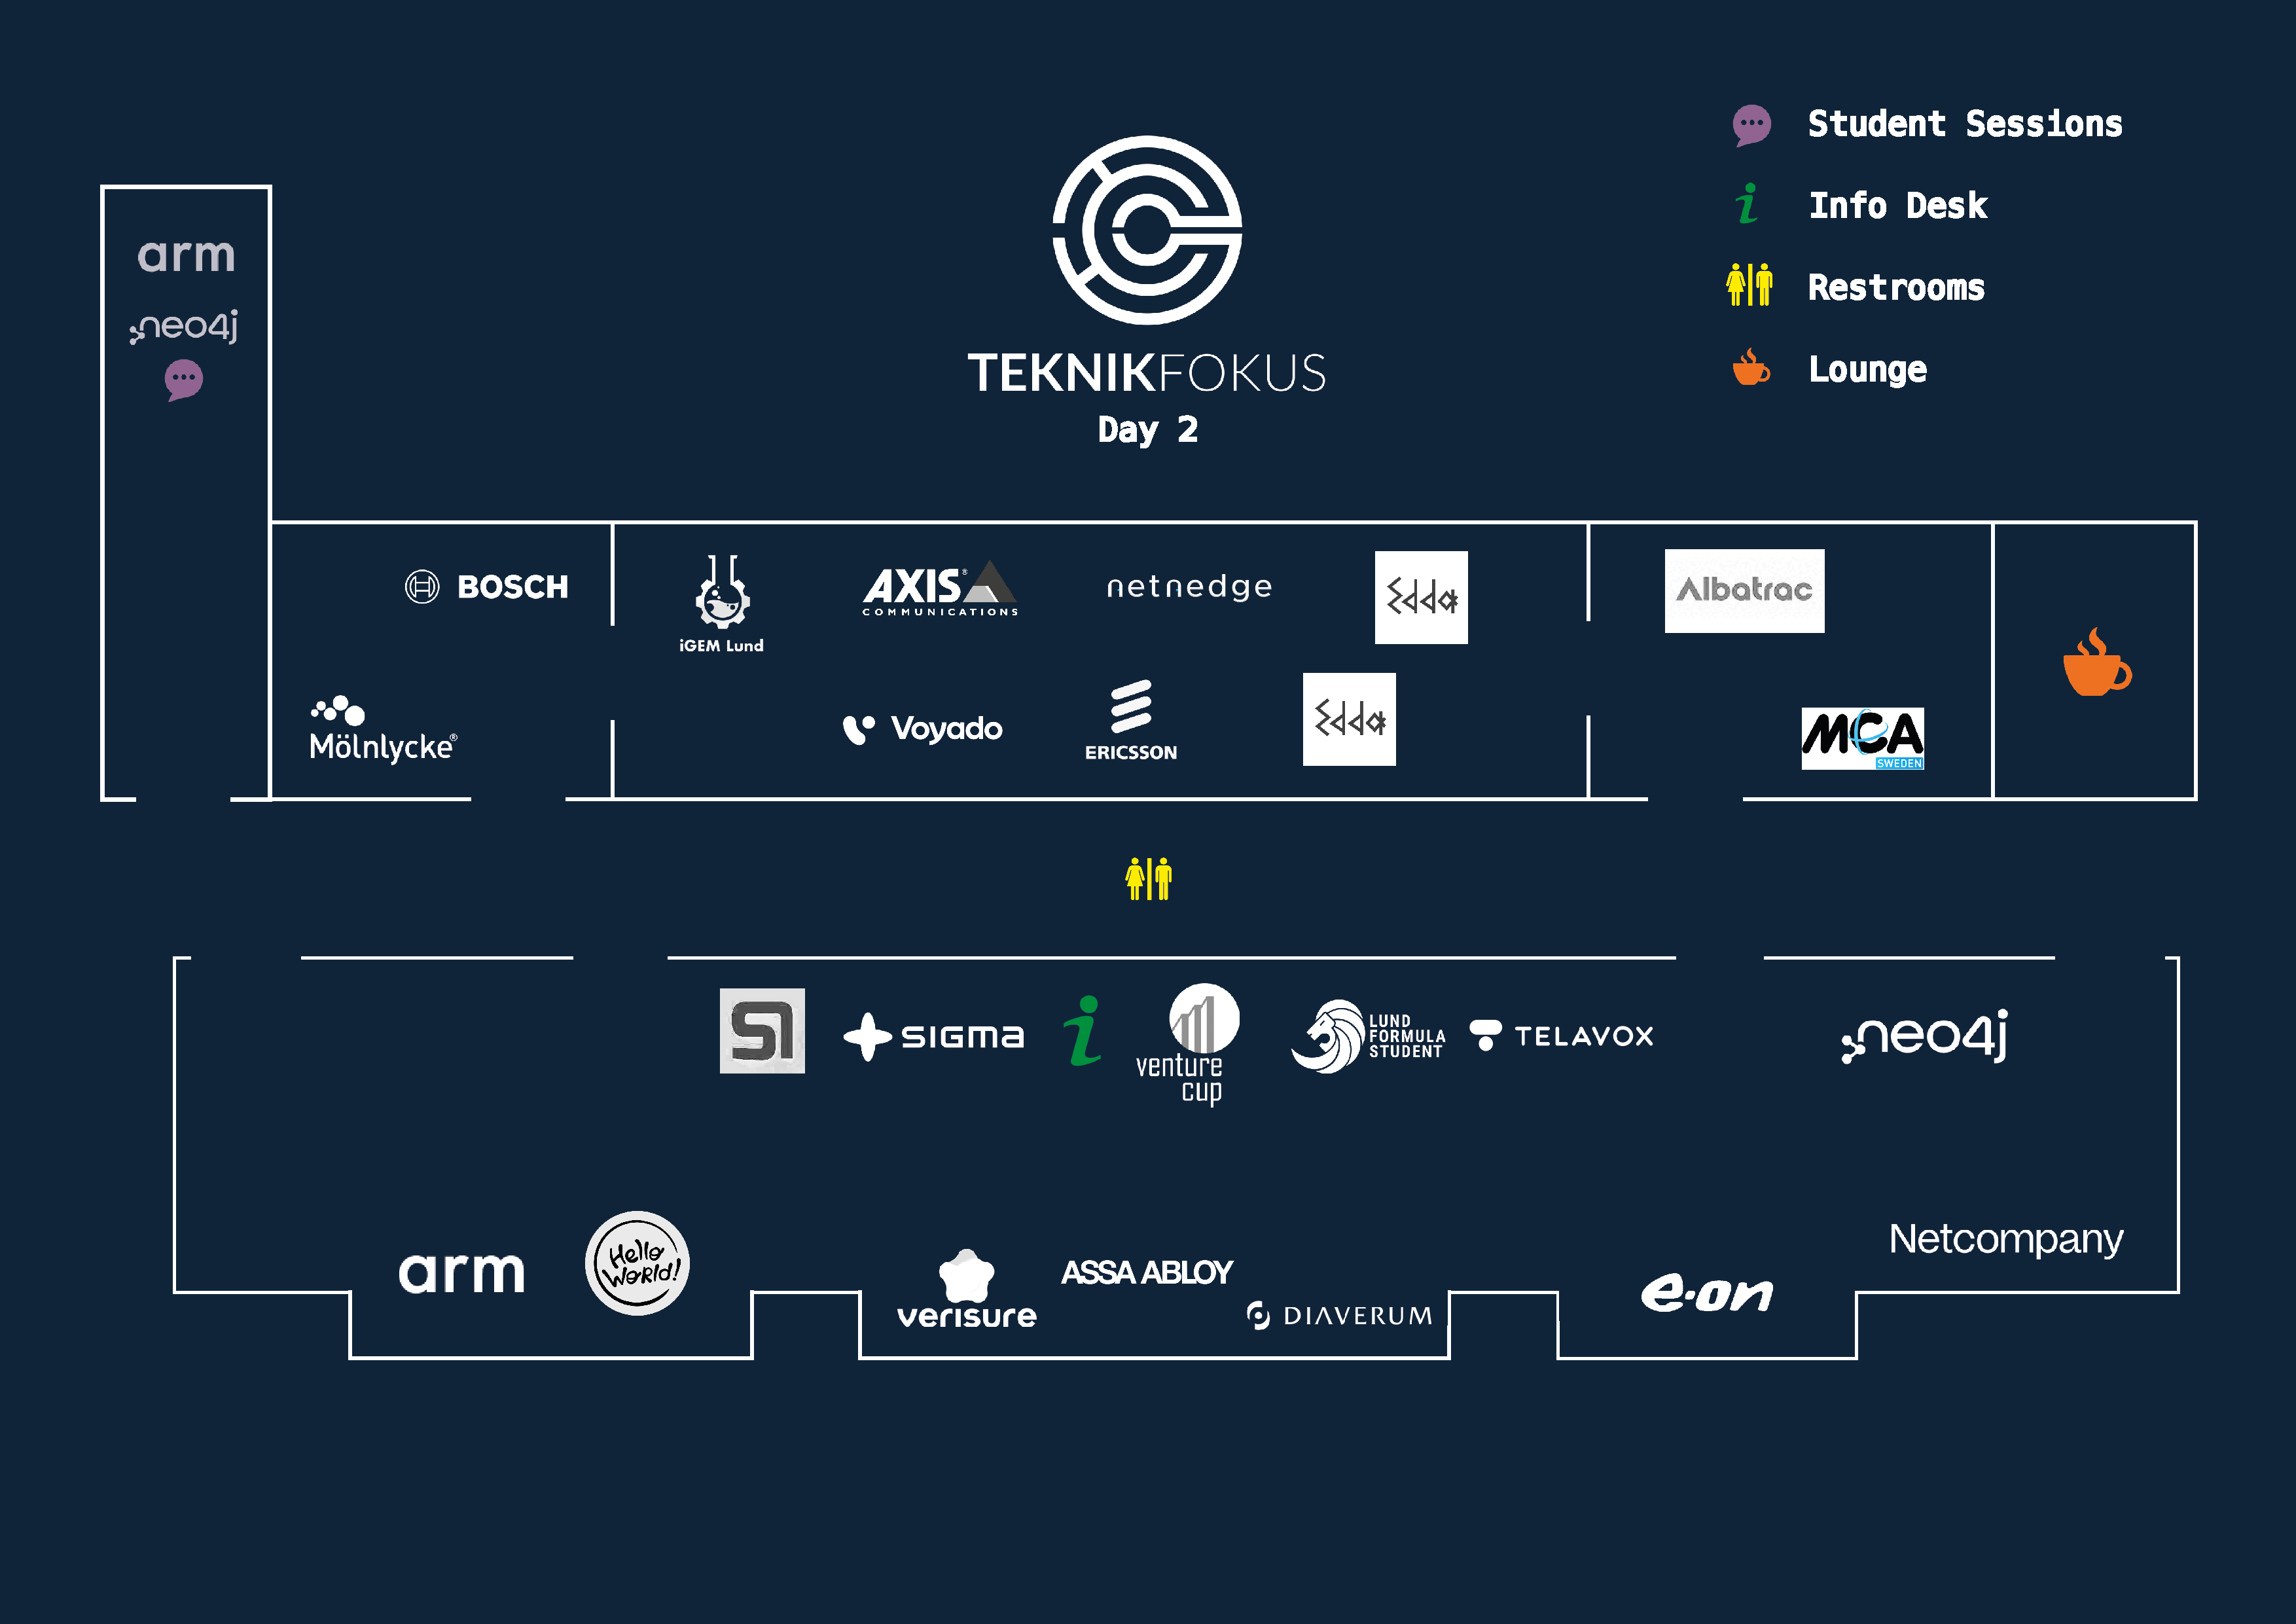 Student Sessions
Info Desk
Restrooms
Lounge
TEKNIKFOKUS
Day 2
arm
neo4j
BOSCH
iGEM Lund
AXIS®
COMMUNICATIONS
netnedge
Edda
Albatrac
Mölnlycke®
Voyado
ERICSSON
Edda
MCA
SWEDEN
SI
SIGMA
venture
cup
LUND
FORMULA
STUDENT
TELAVOX
neo4j
arm
Hello
World!
verisure
ASSA ABLOY
DIAVERUM
e·on
Netcompany